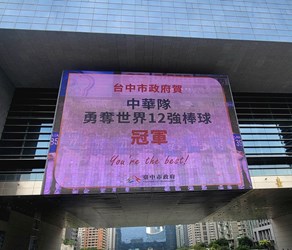 台中市政府賀
中華隊
勇奪世界12強棒球
冠軍
You're the best!
臺中市政府